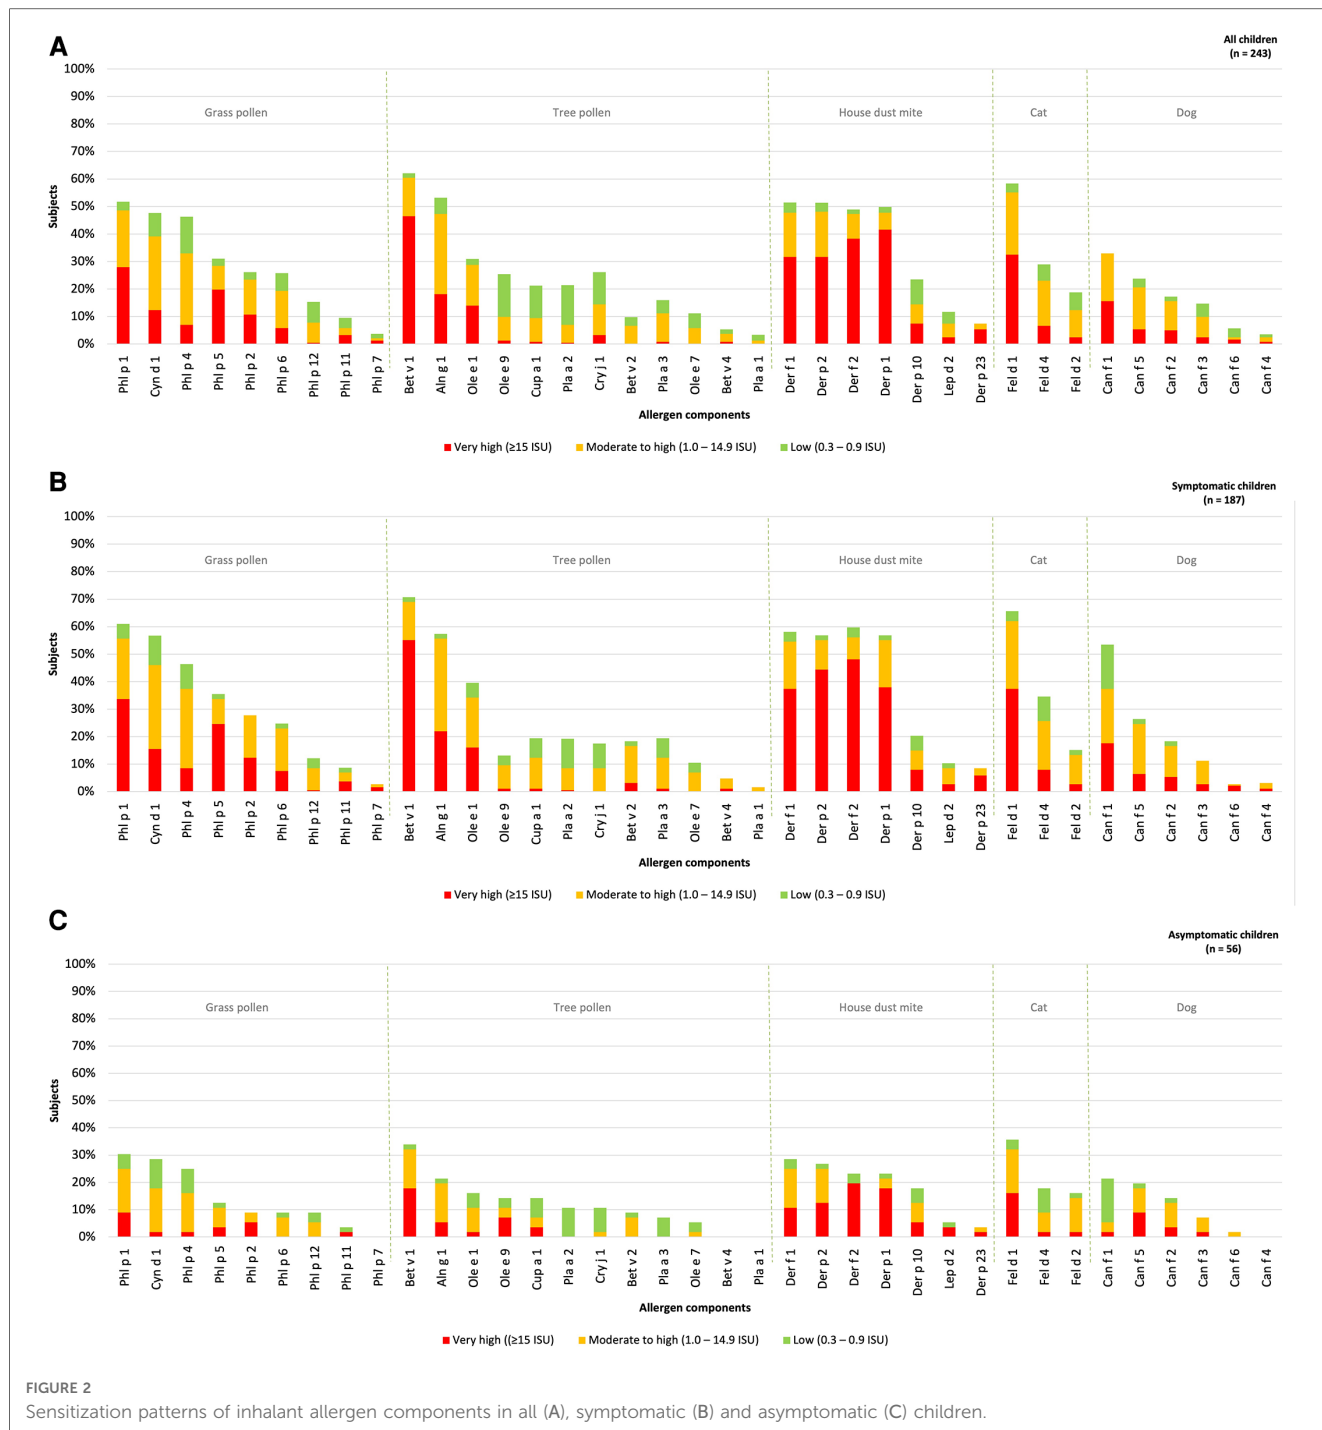 A
All children
(n = 243)
100%
90%
80%
70%
60%
50%
40%
30%
20%
10%
0%
Subjects
Grass pollen
Tree pollen
House dust mite
Cat
Dog
Phl p 1
Cyn d 1
Phl p 4
Phl p 5
Phl p 2
Phl p 6
Phl p 12
Phl p 11
Phl p 7
Bet v 1
Aln g 1
Ole e 1
Ole e 9
Cup a 1
Pla a 2
Cry j 1
Bet v 2
Pla a 3
Ole e 7
Bet v 4
Pla a 1
Der f 1
Der p 2
Der f 2
Der p 1
Der p 10
Lep d 2
Der p 23
Fel d 1
Fel d 4
Fel d 2
Can f 1
Can f 5
Can f 2
Can f 3
Can f 6
Can f 4
Allergen components
Very high (≥15 ISU)
Moderate to high (1.0 – 14.9 ISU)
Low (0.3 – 0.9 ISU)
B
Symptomatic children
(n = 187)
100%
90%
80%
70%
60%
50%
40%
30%
20%
10%
0%
Subjects
Grass pollen
Tree pollen
House dust mite
Cat
Dog
Phl p 1
Cyn d 1
Phl p 4
Phl p 5
Phl p 2
Phl p 6
Phl p 12
Phl p 11
Phl p 7
Bet v 1
Aln g 1
Ole e 1
Ole e 9
Cup a 1
Pla a 2
Cry j 1
Bet v 2
Pla a 3
Ole e 7
Bet v 4
Pla a 1
Der f 1
Der p 2
Der f 2
Der p 1
Der p 10
Lep d 2
Der p 23
Fel d 1
Fel d 4
Fel d 2
Can f 1
Can f 5
Can f 2
Can f 3
Can f 6
Can f 4
Allergen components
Very high (≥15 ISU)
Moderate to high (1.0 – 14.9 ISU)
Low (0.3 – 0.9 ISU)
C
Asymptomatic children
(n = 56)
100%
90%
80%
70%
60%
50%
40%
30%
20%
10%
0%
Subjects
Grass pollen
Tree pollen
House dust mite
Cat
Dog
Phl p 1
Cyn d 1
Phl p 4
Phl p 5
Phl p 2
Phl p 6
Phl p 12
Phl p 11
Phl p 7
Bet v 1
Aln g 1
Ole e 1
Ole e 9
Cup a 1
Pla a 2
Cry j 1
Bet v 2
Pla a 3
Ole e 7
Bet v 4
Pla a 1
Der f 1
Der p 2
Der f 2
Der p 1
Der p 10
Lep d 2
Der p 23
Fel d 1
Fel d 4
Fel d 2
Can f 1
Can f 5
Can f 2
Can f 3
Can f 6
Can f 4
Allergen components
Very high ((≥15 ISU)
Moderate to high (1.0 – 14.9 ISU)
Low (0.3 – 0.9 ISU)
FIGURE 2
Sensitization patterns of inhalant allergen components in all (A), symptomatic (B) and asymptomatic (C) children.